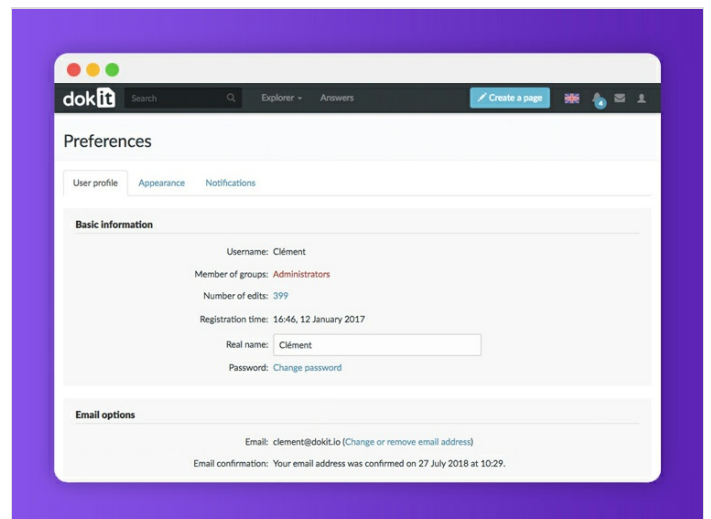 dokit Search Explorer Answers Create a page 4
Preferences
User profile Appearance Notifications
Basic information
Username: Clément
Member of groups: Administrators
Number of edits: 399
Registration time: 16:46, 12 January 2017
Real name: Clément
Password: Change password
Email options
Email: clement@dokit.io (Change or remove email address)
Email confirmation: Your email address was confirmed on 27 July 2018 at 10:29.